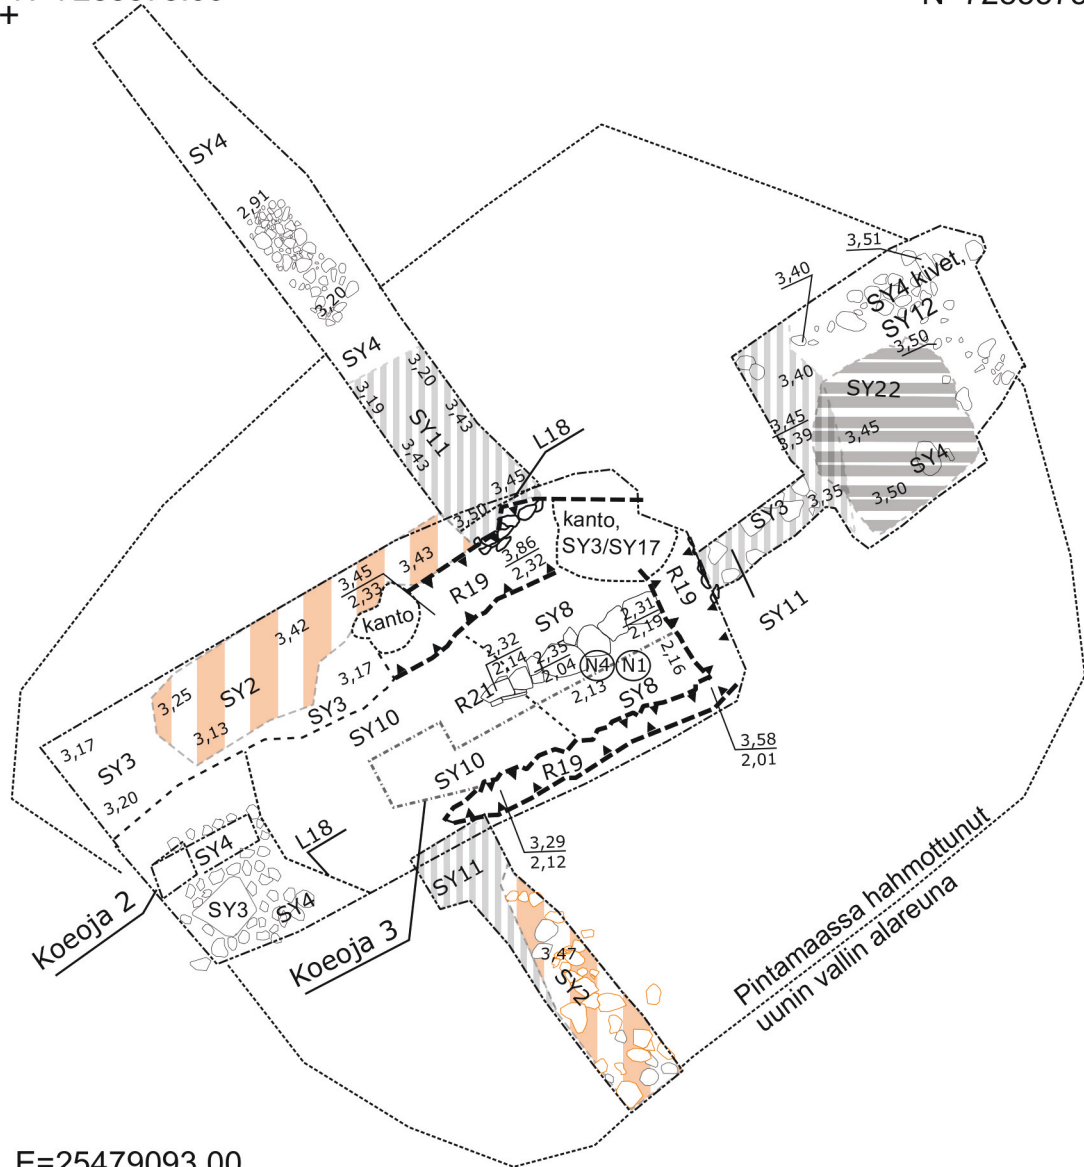 +
SY4
2,91
3,20
SY4
3,20
3,19
SY11
3,43
3,43
3,45
3,50
L18
3,51
3,40
SY4 kivet,
SY12
3,50
3,40
SY22
3,45
3,39
3,45
SY4
3,50
3,35
SY3
SY11
kanto,
SY3/SY17
3,86
2,32
R19
R19
3,43
3,45
2,33
kanto
3,42
SY8
2,31
2,19
2,16
2,32
2,14
2,35
2,04
N4
N1
2,13
SY8
R21
3,17
SY2
3,25
3,13
SY3
SY10
3,17
SY3
3,20
SY10
R19
3,58
2,01
3,29
2,12
SY4
L18
SY3
SY4
SY11
Koeoja 2
Koeoja 3
3,47
SY2
Pintamaassa hahmottunut
uunin vallin alareuna
E=25479093.00